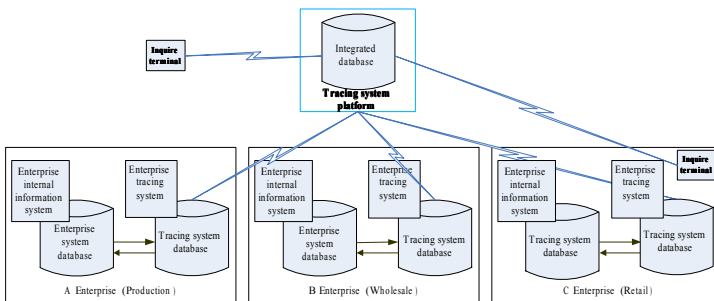 Inquire
terminal
Integrated
database
Tracing system
platform
Inquire
terminal
Enterprise
internal
information
system
Enterprise
tracing
system
Enterprise
system
database
Tracing system
database
A Enterprise (Production)
Enterprise
internal
information
system
Enterprise
tracing
system
Enterprise
system
database
Tracing system
database
B Enterprise (Wholesale)
Enterprise
internal
information
system
Enterprise
tracing
system
Tracing system
database
Tracing system
database
C Enterprise (Retail)